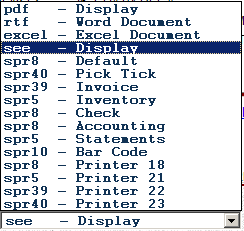 pdf - Display
rtf - Word Document
excel - Excel Document
see - Display
spr8 - Default
spr40 - Pick Tick
spr39 - Invoice
spr5 - Inventory
spr8 - Check
spr8 - Accounting
spr5 - Statements
spr10 - Bar Code
spr8 - Printer 18
spr5 - Printer 21
spr39 - Printer 22
spr40 - Printer 23
see - Display